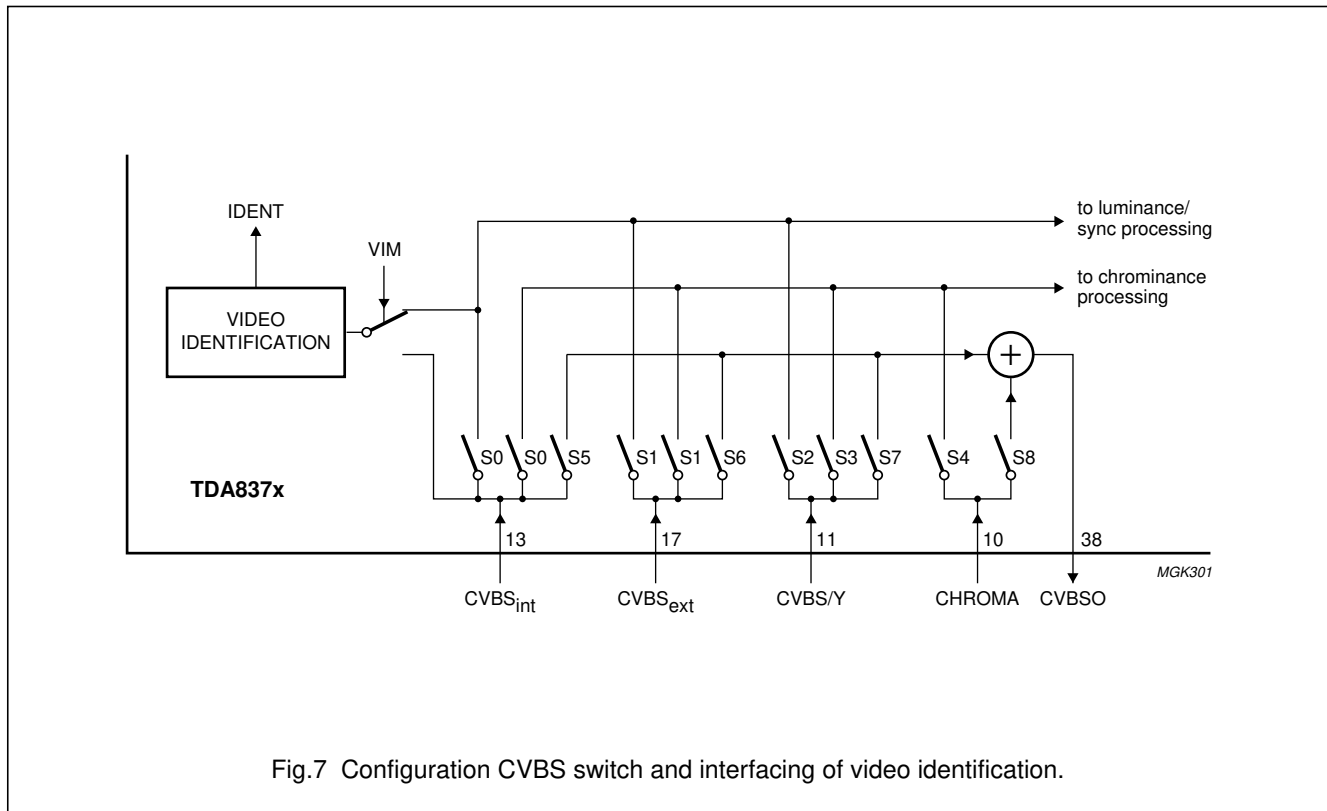 IDENT
VIM
to luminance/
sync processing
to chrominance
processing
VIDEO
IDENTIFICATION
+
S0 S0 S5 S1 S1 S6 S2 S3 S7 S4 S8
TDA837x
13 17 11 10 38
MGK301
CVBSint CVBSext CVBS/Y CHROMA CVBSO
Fig.7 Configuration CVBS switch and interfacing of video identification.